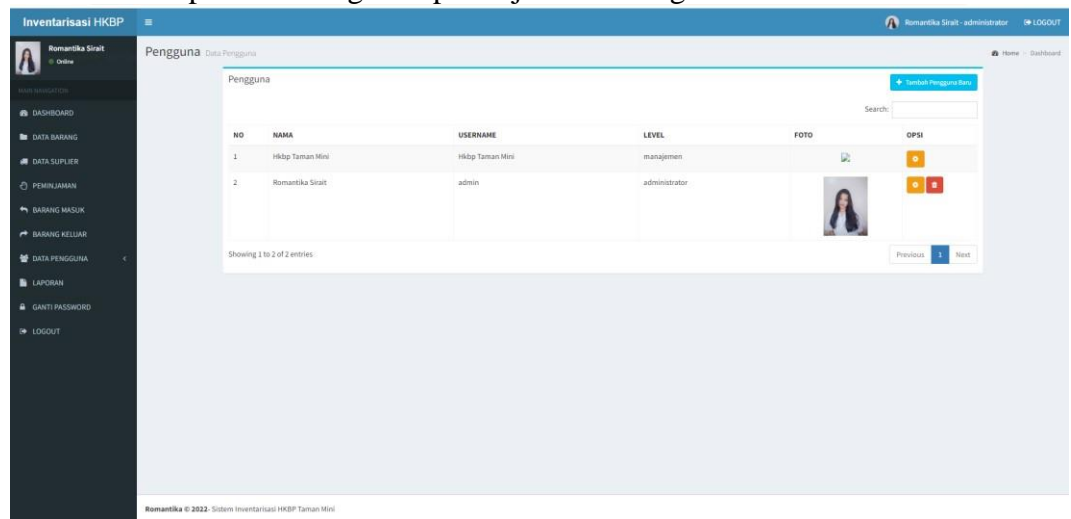 Inventarisasi HKBP
Romantika Sirait - administrator LOGOUT
Romantika Sirait
Online
Pengguna Data Pengguna
Home > Dashboard
MAIN NAVIGATION
DASHBOARD
DATA BARANG
DATA SUPLIER
PEMINJAMAN
BARANG MASUK
BARANG KELUAR
DATA PENGGUNA
LAPORAN
GANTI PASSWORD
LOGOUT
Pengguna
Tambah Pengguna Baru
Search:
NO NAMA USERNAME LEVEL FOTO OPSI
1 Hkbp Taman Mini Hkbp Taman Mini manajemen
2 Romantika Sirait admin administrator
Showing 1 to 2 of 2 entries
Previous 1 Next
Romantika © 2022- Sistem Inventarisasi HKBP Taman Mini